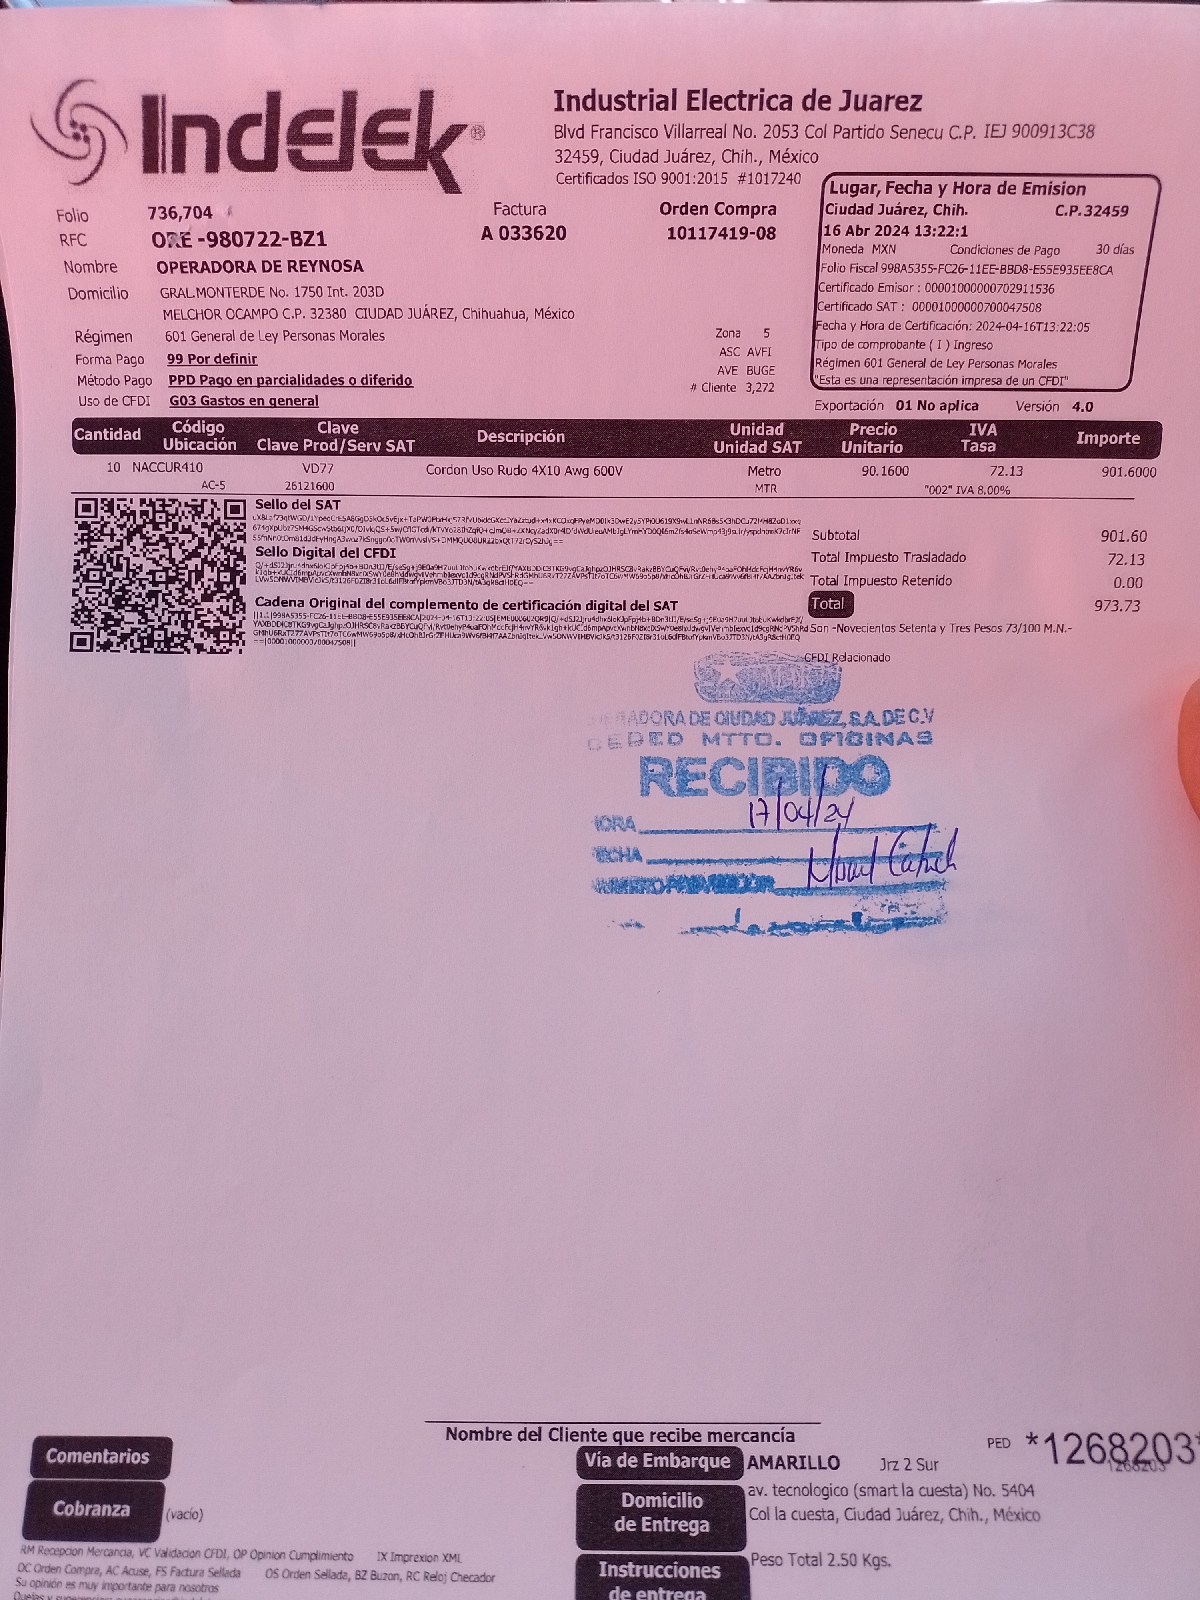 Indelek®
Industrial Electrica de Juarez
Blvd Francisco Villarreal No. 2053 Col Partido Senecu C.P. IEJ 900913C38
32459, Ciudad Juárez, Chih., México
Certificados ISO 9001:2015 #1017240
Lugar, Fecha y Hora de Emision
Ciudad Juárez, Chih. C.P.32459
16 Abr 2024 13:22:1
Moneda MXN Condiciones de Pago 30 días
Folio Fiscal 998A5355-FC26-11EE-BBD8-E55E935EE8CA
Certificado Emisor : 00001000000702911536
Certificado SAT : 00001000000700047508
Fecha y Hora de Certificación: 2024-04-16T13:22:05
Tipo de comprobante ( I ) Ingreso
Régimen 601 General de Ley Personas Morales
"Esta es una representación impresa de un CFDI"
Exportación 01 No aplica Versión 4.0
Folio 736,704 Factura Orden Compra
RFC ORE -980722-BZ1 A 033620 10117419-08
Nombre OPERADORA DE REYNOSA
Domicilio GRAL.MONTERDE No. 1750 Int. 203D
MELCHOR OCAMPO C.P. 32380 CIUDAD JUÁREZ, Chihuahua, México
Régimen 601 General de Ley Personas Morales Zona 5
Forma Pago 99 Por definir ASC AVFI
Método Pago PPD Pago en parcialidades o diferido AVE BUGE
Uso de CFDI G03 Gastos en general # Cliente 3,272
Cantidad Código Ubicación Clave Clave Prod/Serv SAT Descripción Unidad Unidad SAT Precio Unitario IVA Tasa Importe
10 NACCUR410 VD77 Cordon Uso Rudo 4X10 Awg 600V Metro 90.1600 72.13 901.6000
AC-5 26121600 MTR "002" IVA 8.00%
Sello del SAT
Sello Digital del CFDI
Cadena Original del complemento de certificación digital del SAT
Subtotal 901.60
Total Impuesto Trasladado 72.13
Total Impuesto Retenido 0.00
Total 973.73
Son -Novecientos Setenta y Tres Pesos 73/100 M.N.-
CFDI Relacionado
DE CIUDAD JUÁREZ, S.A. DE C.V
MTTO. OFICINAS
RECIBIDO
17/04/24
Nombre del Cliente que recibe mercancía
PED *1268203*
1268203
Comentarios
Cobranza (vacio)
Vía de Embarque AMARILLO Jrz 2 Sur
Domicilio de Entrega av. tecnologico (smart la cuesta) No. 5404
Col la cuesta, Ciudad Juárez, Chih., México
Instrucciones de entrega Peso Total 2.50 Kgs.
RM Recepcion Mercancia, VC Validacion CFDI, OP Opinion Cumplimiento IX Imprexion XML
DC Orden Compra, AC Acuse, FS Factura Sellada OS Orden Sellada, BZ Buzon, RC Reloj Checador
Su opinión es muy importante para nosotros